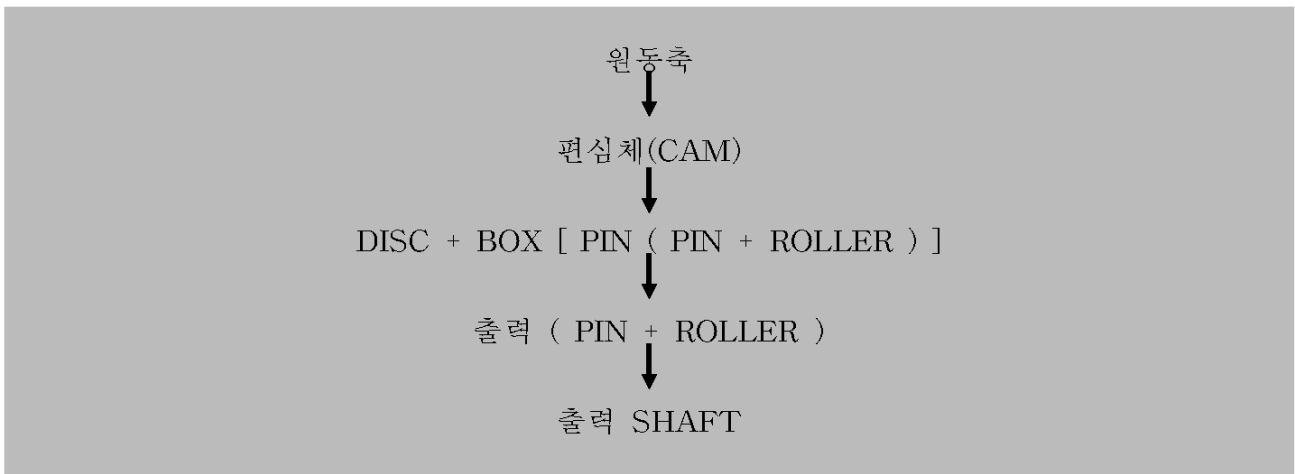 원동축
편심체(CAM)
DISC + BOX [ PIN ( PIN + ROLLER ) ]
출력 ( PIN + ROLLER )
출력 SHAFT